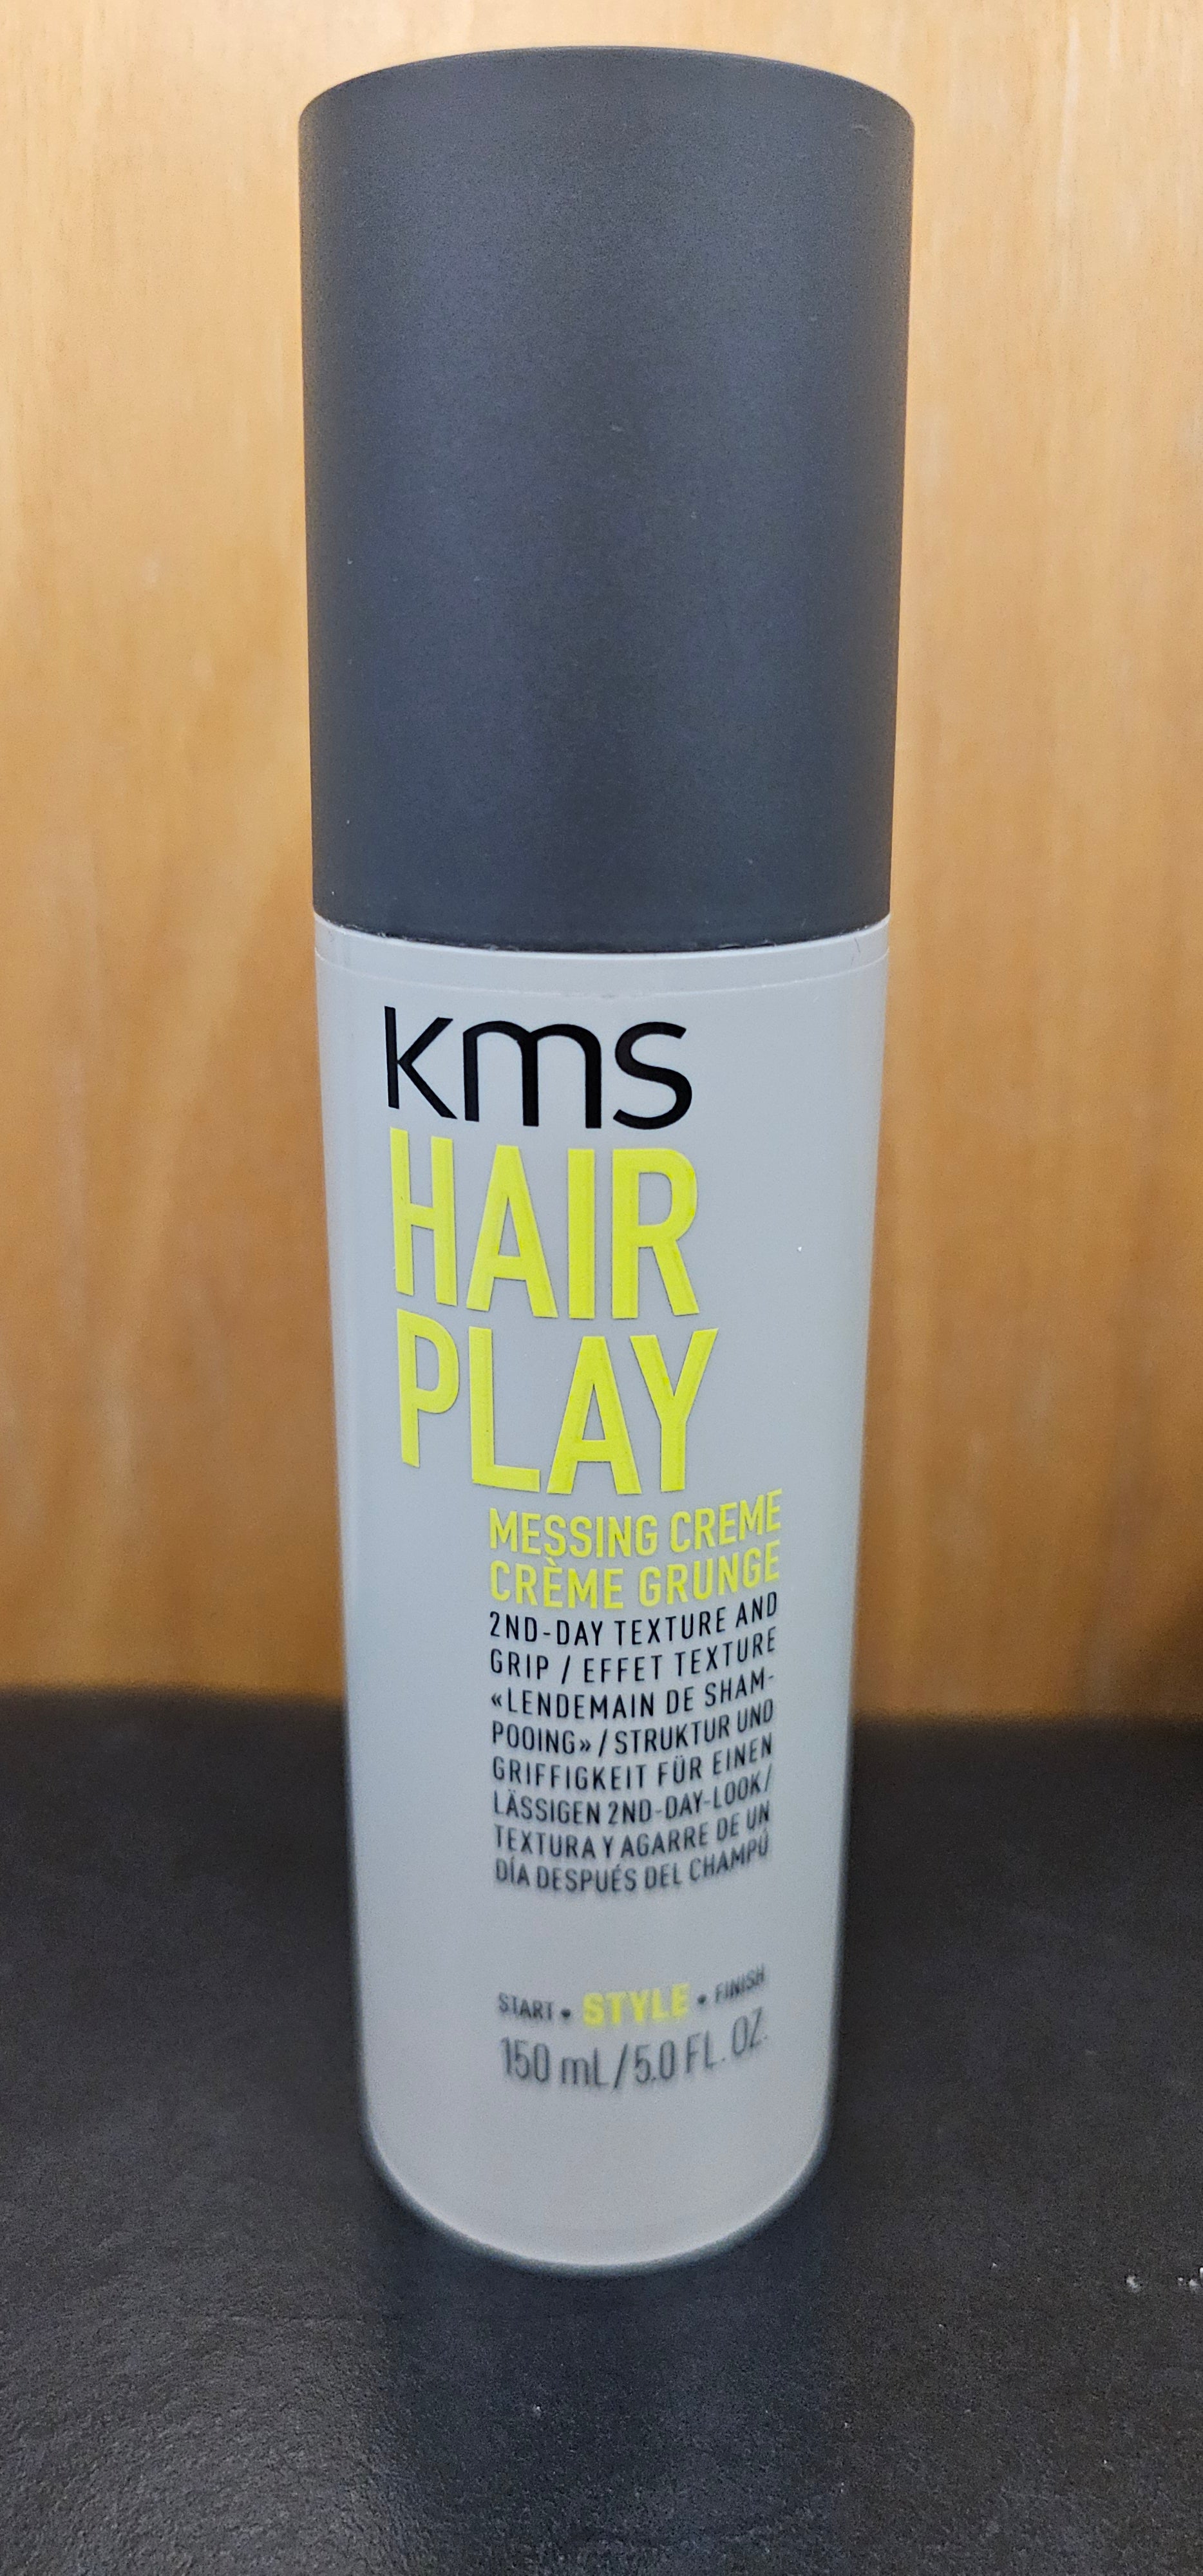 kms
HAIR
PLAY
MESSING CREME
CRÈME GRUNGE
2ND-DAY TEXTURE AND
GRIP / EFFET TEXTURE
«LENDEMAIN DE SHAM-
POOING» / STRUKTUR UND
GRIFFIGKEIT FÜR EINEN
LÄSSIGEN 2ND-DAY-LOOK/
TEXTURA Y AGARRE DE UN
DÍA DESPUÉS DEL CHAMPÚ
START • STYLE • FINISH
150 mL / 5.0 FL. OZ.